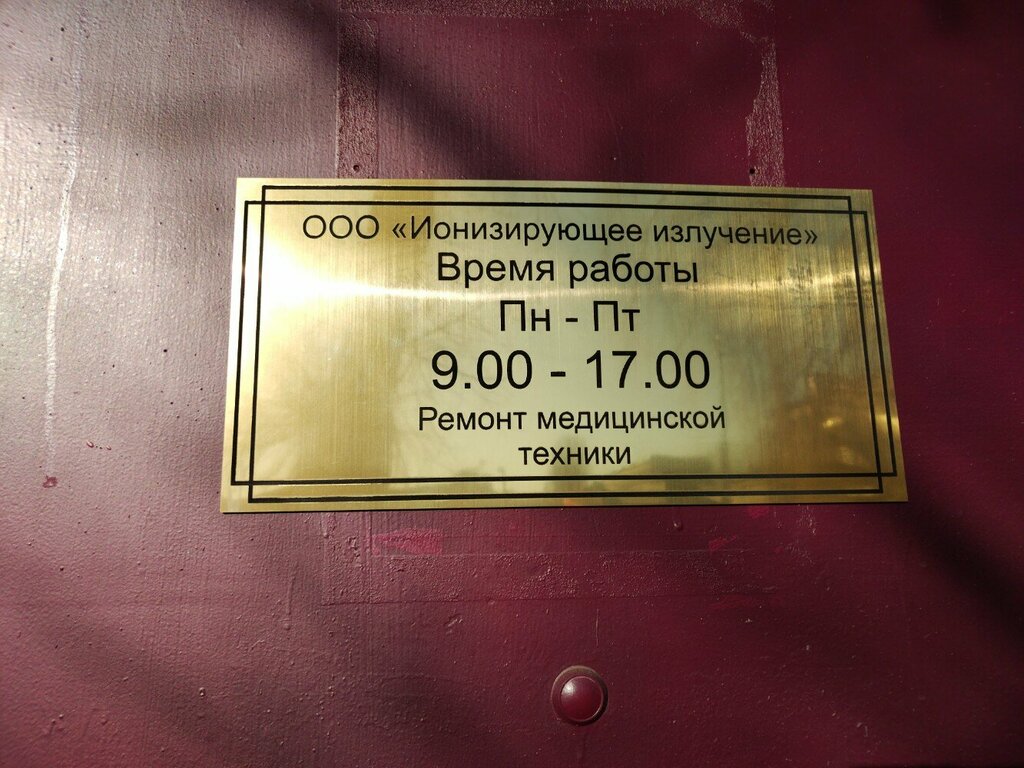 ООО «Ионизирующее излучение»
Время работы
Пн - Пт
9.00 - 17.00
Ремонт медицинской
техники